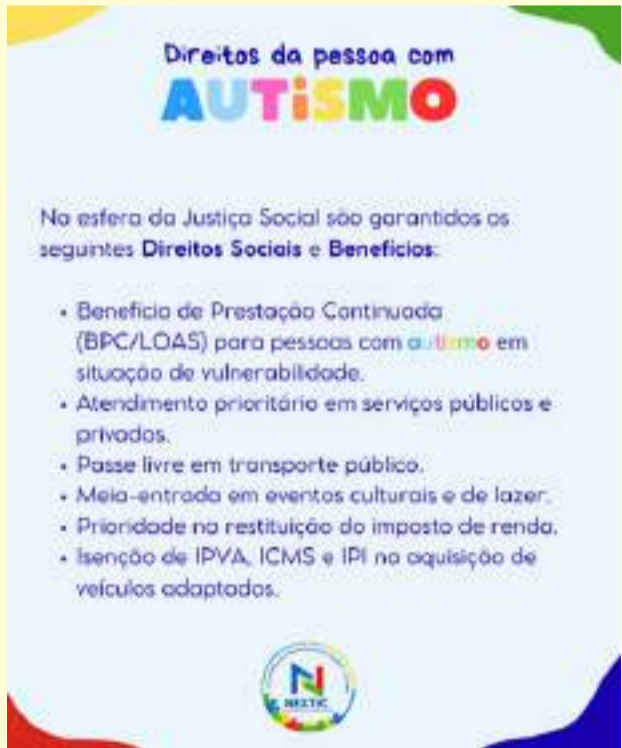 Direitos da pessoa com
AUTiSMO
Na esfera da Justiça Social são garantidos os
seguintes Direitos Sociais e Benefícios:
• Benefício de Prestação Continuada
(BPC/LOAS) para pessoas com autismo em
situação de vulnerabilidade.
• Atendimento prioritário em serviços públicos e
privados.
• Passe livre em transporte público.
• Meia-entrada em eventos culturais e de lazer.
• Prioridade na restituição do imposto de renda.
• Isenção de IPVA, ICMS e IPI na aquisição de
veículos adaptados.